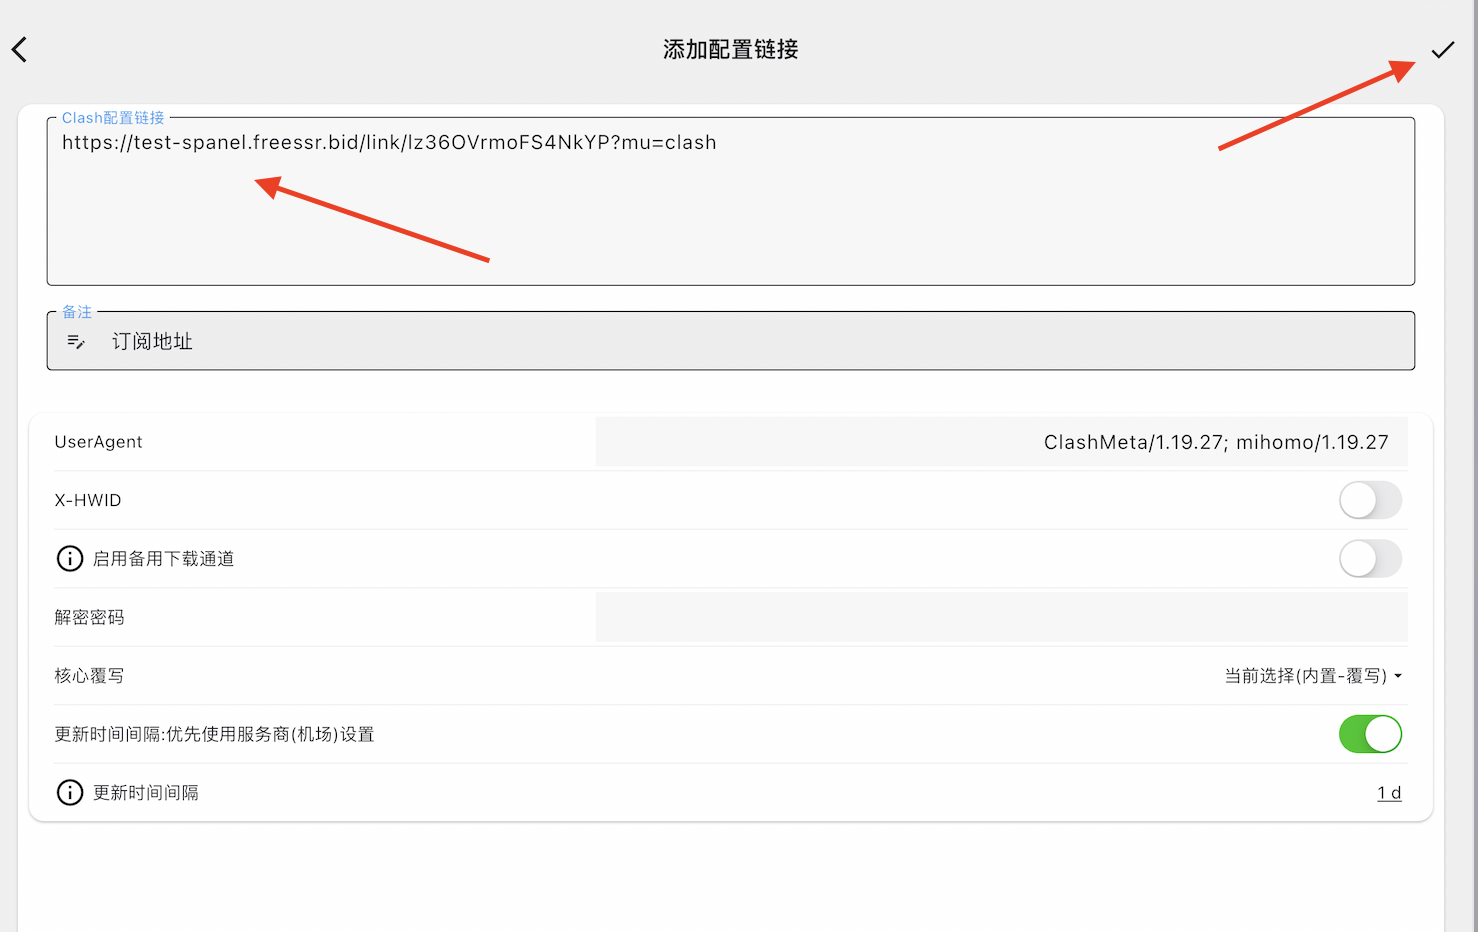 添加配置链接
Clash配置链接
https://test-spanel.freessr.bid/link/lz36OVrmoFS4NkYP?mu=clash
备注
订阅地址
UserAgent
ClashMeta/1.19.27; mihomo/1.19.27
X-HWID
启用备用下载通道
解密密码
核心覆写
当前选择(内置-覆写)
更新时间间隔:优先使用服务商(机场)设置
更新时间间隔
1 d